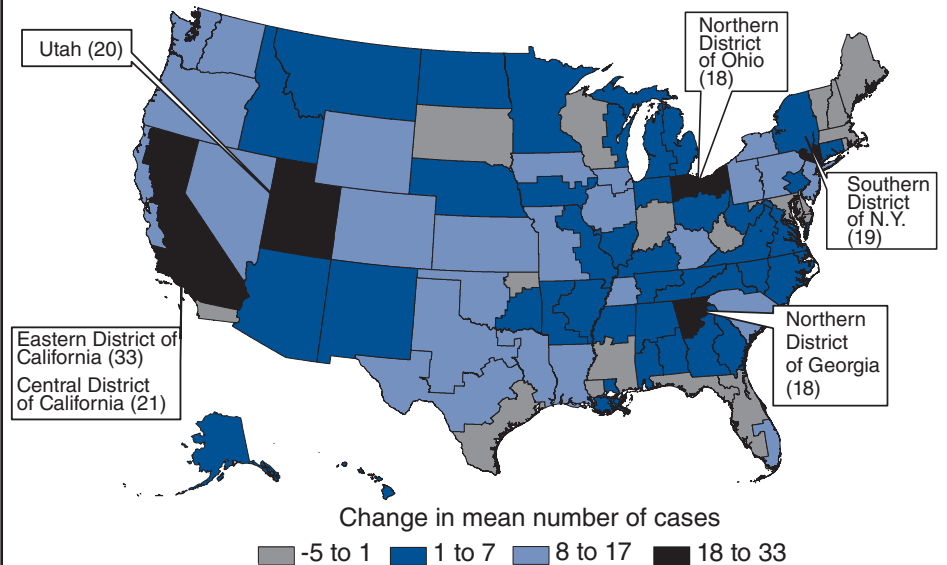 Utah (20)
Northern
District
of Ohio
(18)
Southern
District
of N.Y.
(19)
Northern
District
of Georgia
(18)
Eastern District of
California (33)
Central District
of California (21)
Change in mean number of cases
-5 to 1 1 to 7 8 to 17 18 to 33